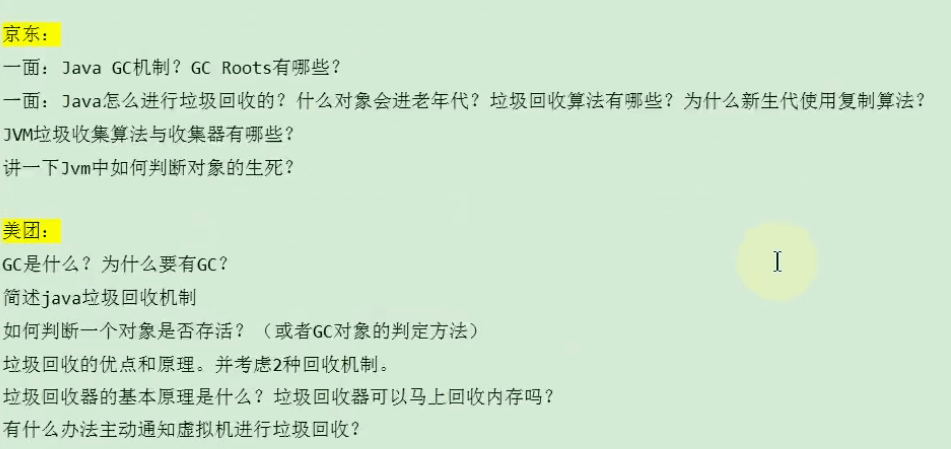 京东：
一面：Java GC机制？GC Roots有哪些？
一面：Java怎么进行垃圾回收的？什么对象会进老年代？垃圾回收算法有哪些？为什么新生代使用复制算法？
JVM垃圾收集算法与收集器有哪些？
讲一下Jvm中如何判断对象的生死？
美团：
GC是什么？为什么要有GC？
简述java垃圾回收机制
如何判断一个对象是否存活？（或者GC对象的判定方法）
垃圾回收的优点和原理。并考虑2种回收机制。
垃圾回收器的基本原理是什么？垃圾回收器可以马上回收内存吗？
有什么办法主动通知虚拟机进行垃圾回收？